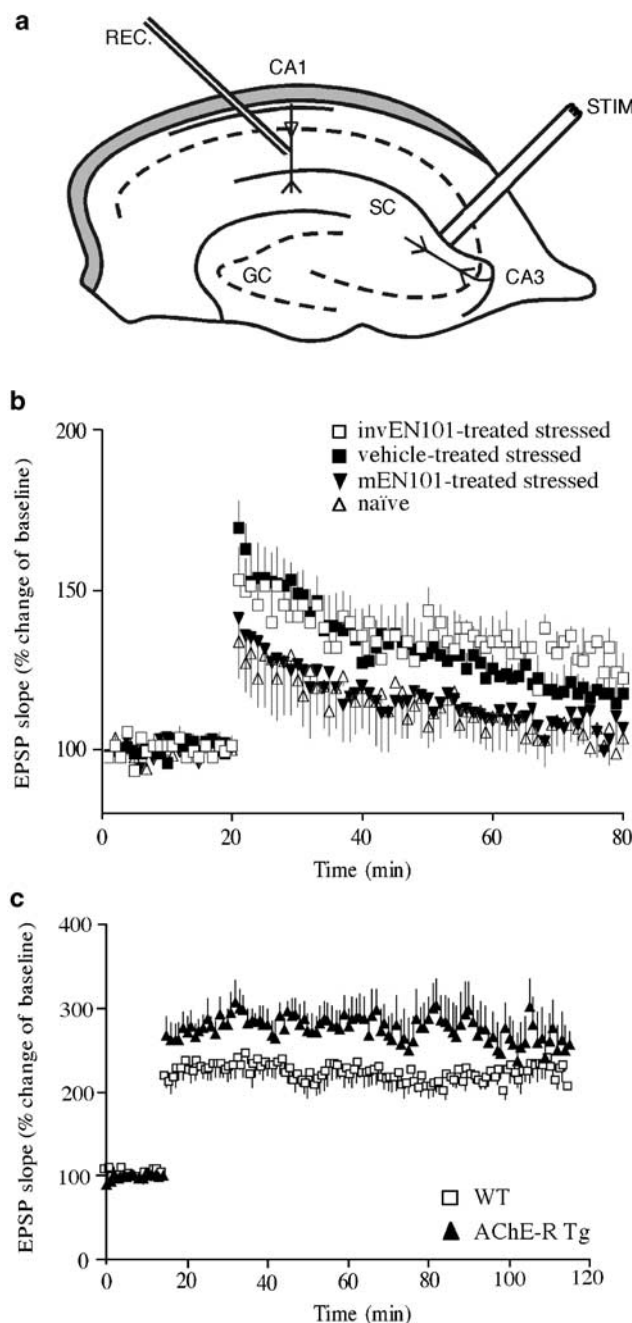 a
REC.
CA1
STIM
SC
GC
CA3
b
200
150
100
EPSP slope (% change of baseline)
invEN101-treated stressed
vehicle-treated stressed
mEN101-treated stressed
naïve
0 20 40 60 80
Time (min)
c
400
300
200
100
0
EPSP slope (% change of baseline)
WT
AChE-R Tg
0 20 40 60 80 100 120
Time (min)